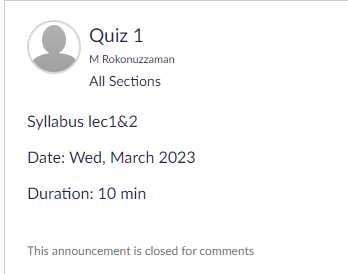 Quiz 1
M Rokonuzzaman
All Sections
Syllabus lec1&2
Date: Wed, March 2023
Duration: 10 min
This announcement is closed for comments